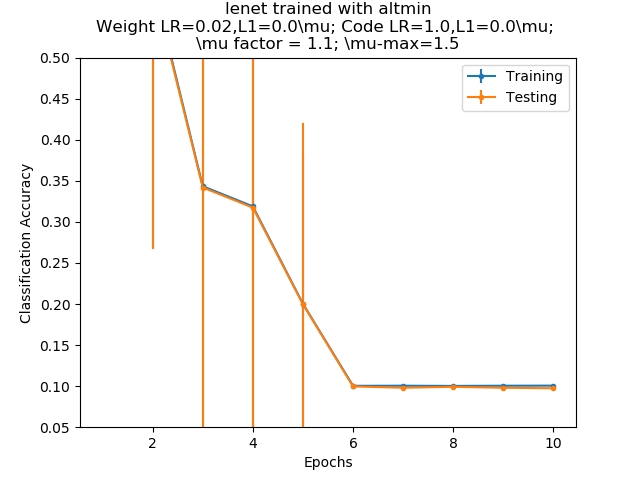 lenet trained with altmin
Weight LR=0.02,L1=0.0\mu; Code LR=1.0,L1=0.0\mu;
\mu factor = 1.1; \mu-max=1.5
Training
Testing
Classification Accuracy
0.50
0.45
0.40
0.35
0.30
0.25
0.20
0.15
0.10
0.05
2 4 6 8 10
Epochs